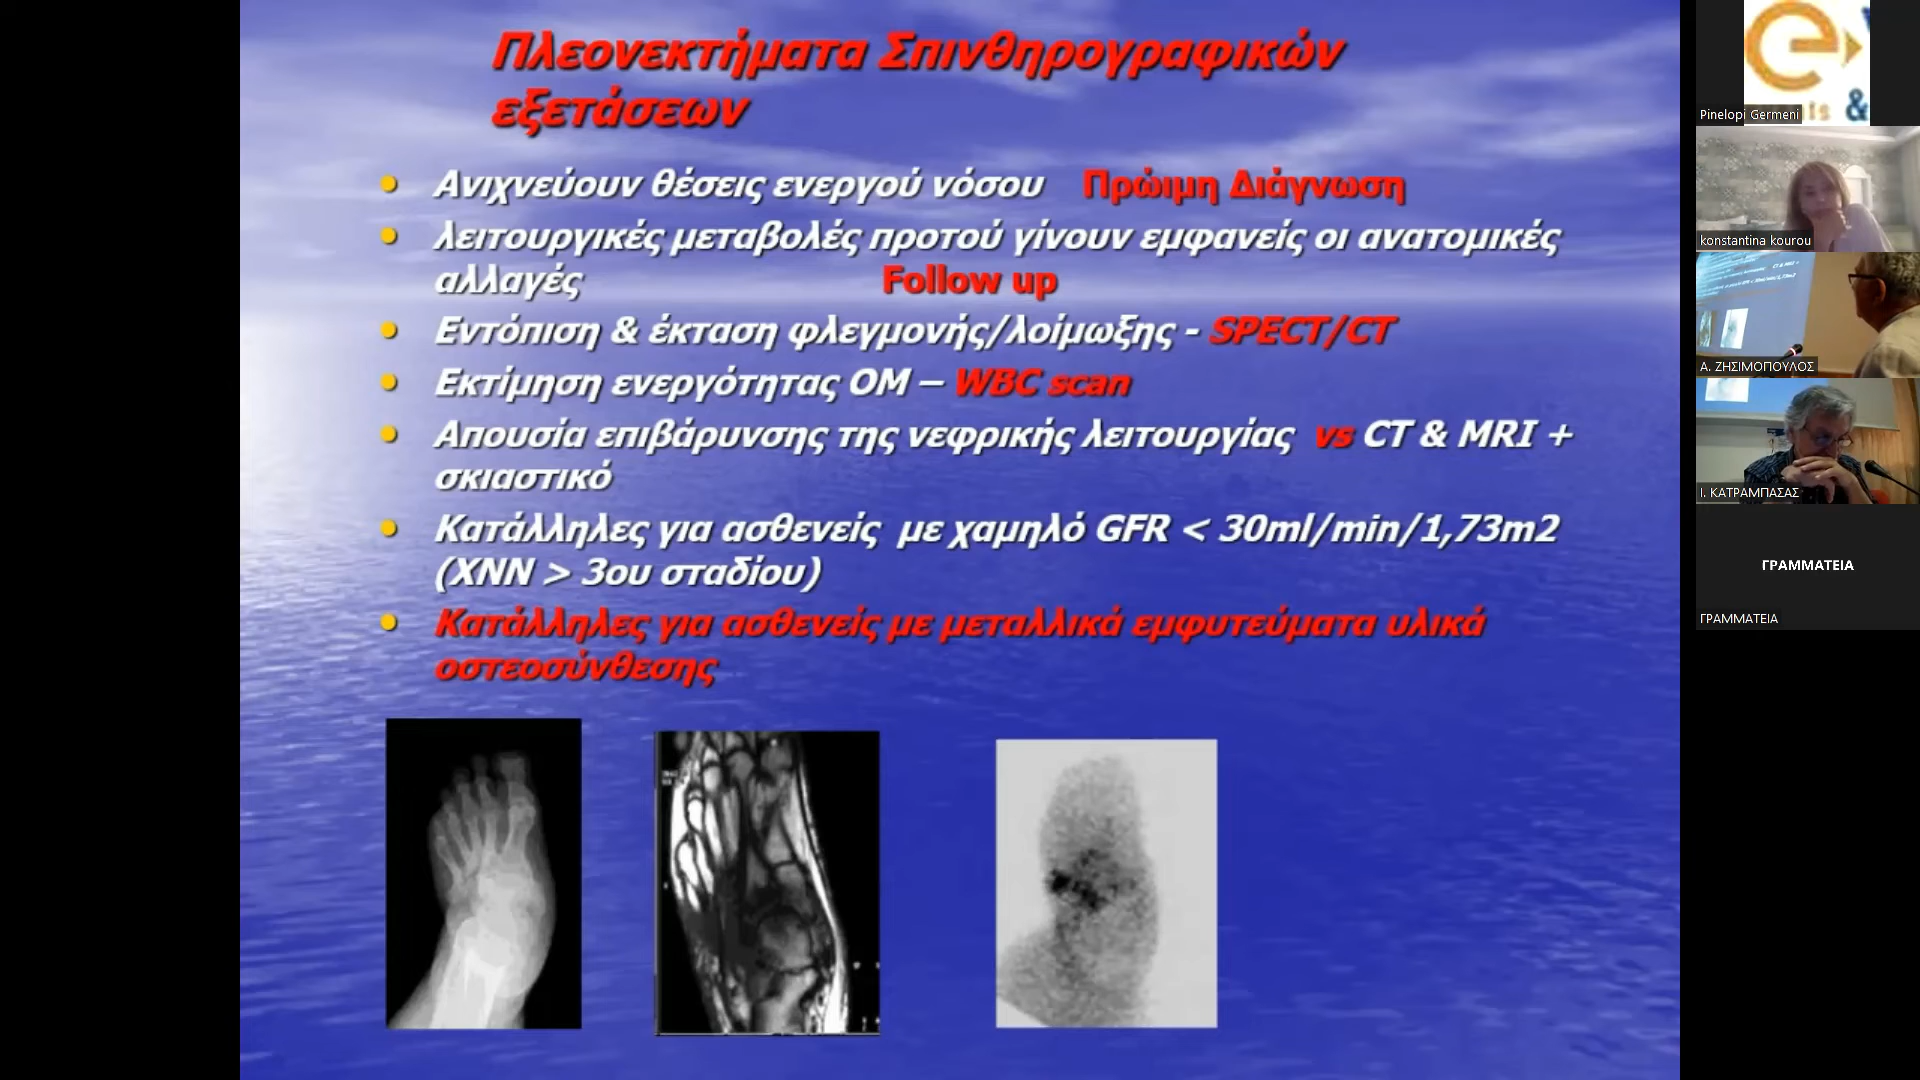 Πλεονεκτήματα Σπινθηρογραφικών
εξετάσεων
• Ανιχνεύουν θέσεις ενεργού νόσου Πρώιμη Διάγνωση
• λειτουργικές μεταβολές προτού γίνουν εμφανείς οι ανατομικές
αλλαγές Follow up
• Εντόπιση & έκταση φλεγμονής/λοίμωξης - SPECT/CT
• Εκτίμηση ενεργότητας ΟΜ – WBC scan
• Απουσία επιβάρυνσης της νεφρικής λειτουργίας vs CT & MRI +
σκιαστικό
• Κατάλληλες για ασθενείς με χαμηλό GFR < 30ml/min/1,73m2
(ΧΝΝ > 3ου σταδίου)
• Κατάλληλες για ασθενείς με μεταλλικά εμφυτεύματα υλικά
οστεοσύνθεσης
Pinelopi Germeni
konstantina kourou
Α. ΖΗΣΙΜΟΠΟΥΛΟΣ
Ι. ΚΑΤΡΑΜΠΑΣΑΣ
ΓΡΑΜΜΑΤΕΙΑ
ΓΡΑΜΜΑΤΕΙΑ